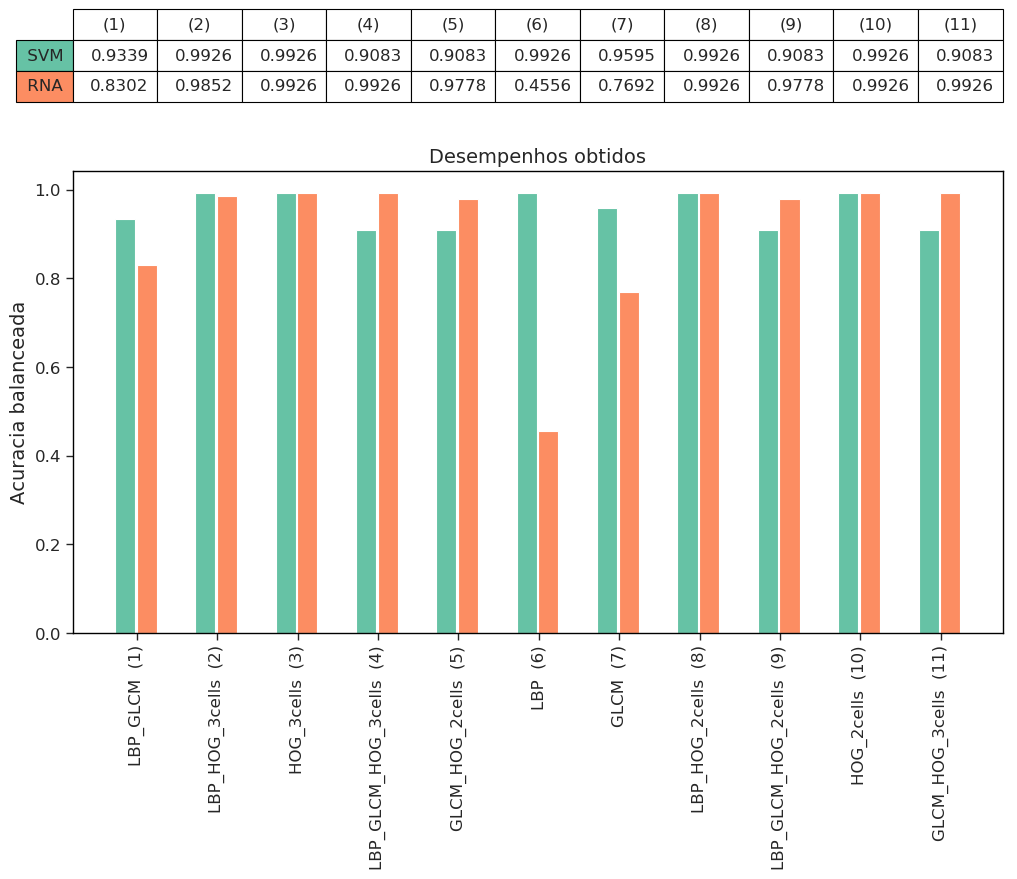 (1) (2) (3) (4) (5) (6) (7) (8) (9) (10) (11)
SVM 0.9339 0.9926 0.9926 0.9083 0.9083 0.9926 0.9595 0.9926 0.9083 0.9926 0.9083
RNA 0.8302 0.9852 0.9926 0.9926 0.9778 0.4556 0.7692 0.9926 0.9778 0.9926 0.9926
Desempenhos obtidos
Acuracia balanceada
1.0
0.8
0.6
0.4
0.2
0.0
LBP_GLCM (1)
LBP_HOG_3cells (2)
HOG_3cells (3)
LBP_GLCM_HOG_3cells (4)
GLCM_HOG_2cells (5)
LBP (6)
GLCM (7)
LBP_HOG_2cells (8)
LBP_GLCM_HOG_2cells (9)
HOG_2cells (10)
GLCM_HOG_3cells (11)